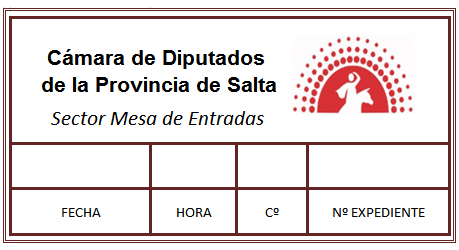 Cámara de Diputados
de la Provincia de Salta
Sector Mesa de Entradas
FECHA HORA Cº Nº EXPEDIENTE